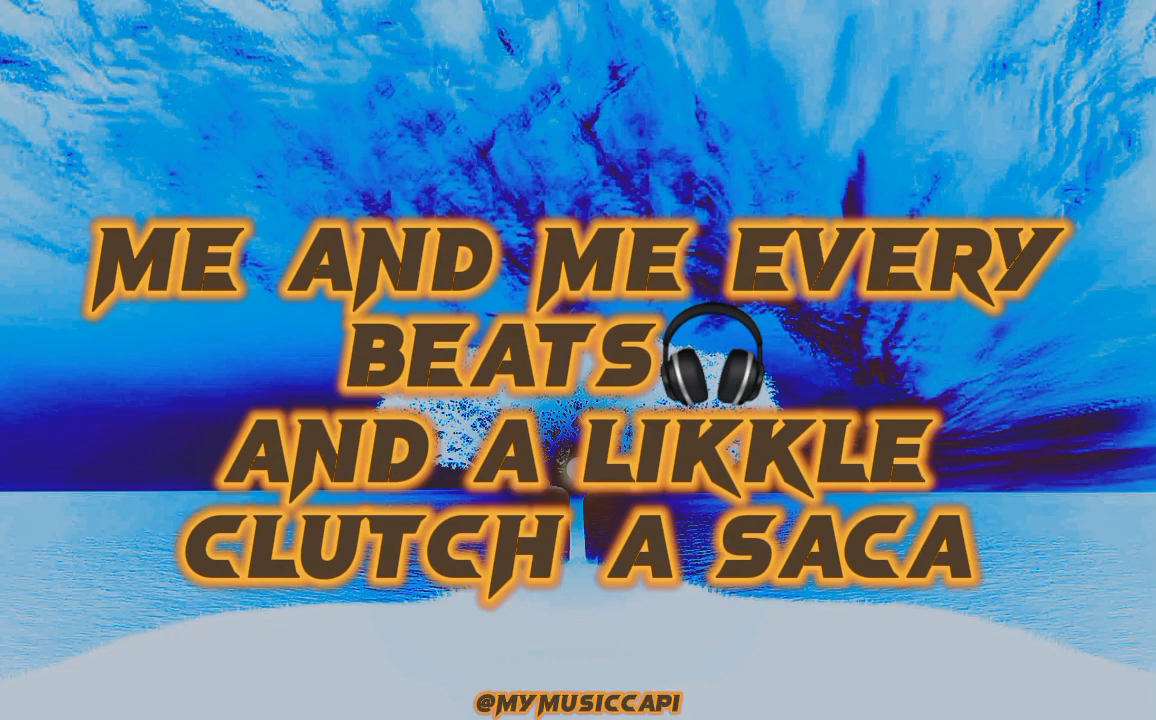 ME AND ME EVERY
BEATS🎧
AND A LIKKLE
CLUTCH A SACA
@MYMUSICCAPI